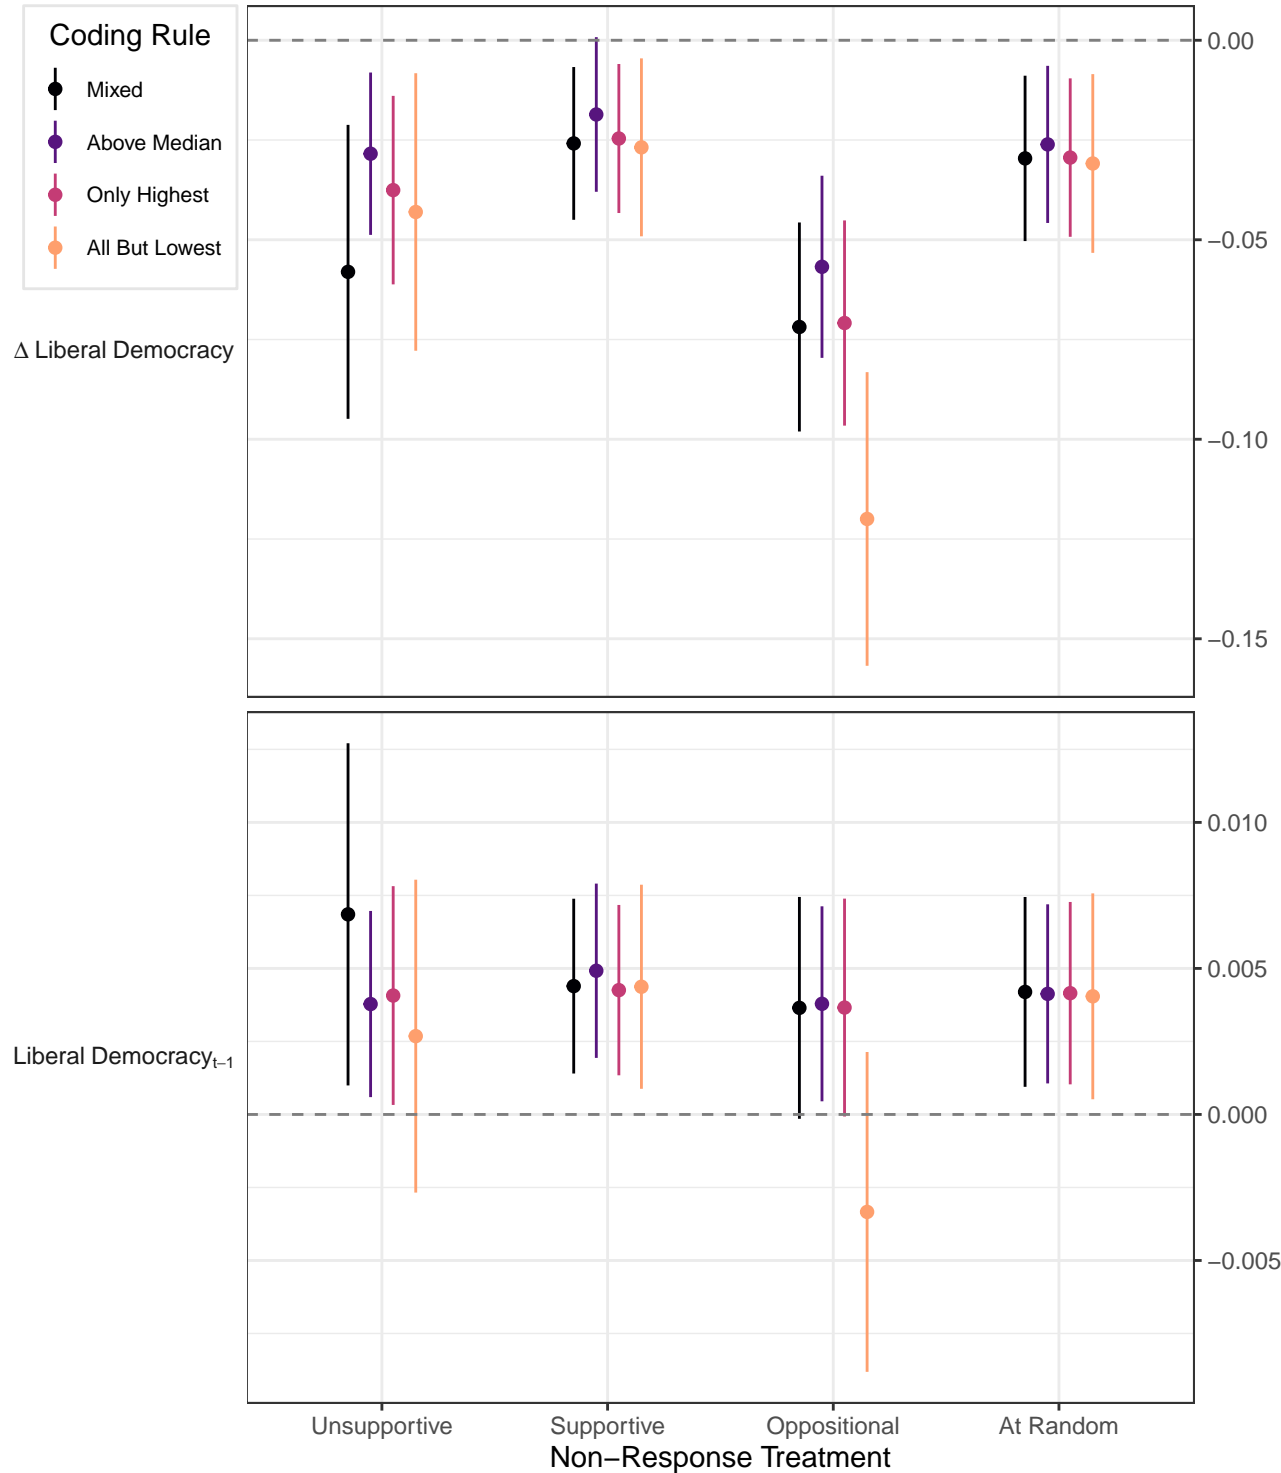 Coding Rule
Mixed
Above Median
Only Highest
All But Lowest
0.00
−0.05
−0.10
−0.15
Δ Liberal Democracy
0.010
0.005
0.000
−0.005
Liberal Democracyt−1
Unsupportive Supportive Oppositional At Random
Non−Response Treatment